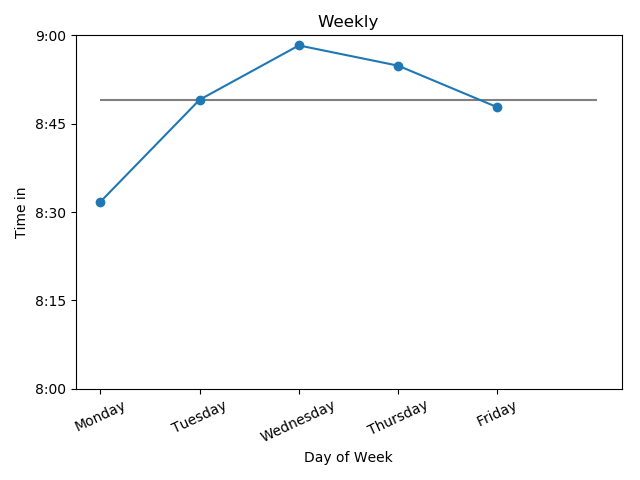 Weekly
9:00
8:45
8:30
8:15
8:00
Time in
Monday
Tuesday
Wednesday
Thursday
Friday
Day of Week